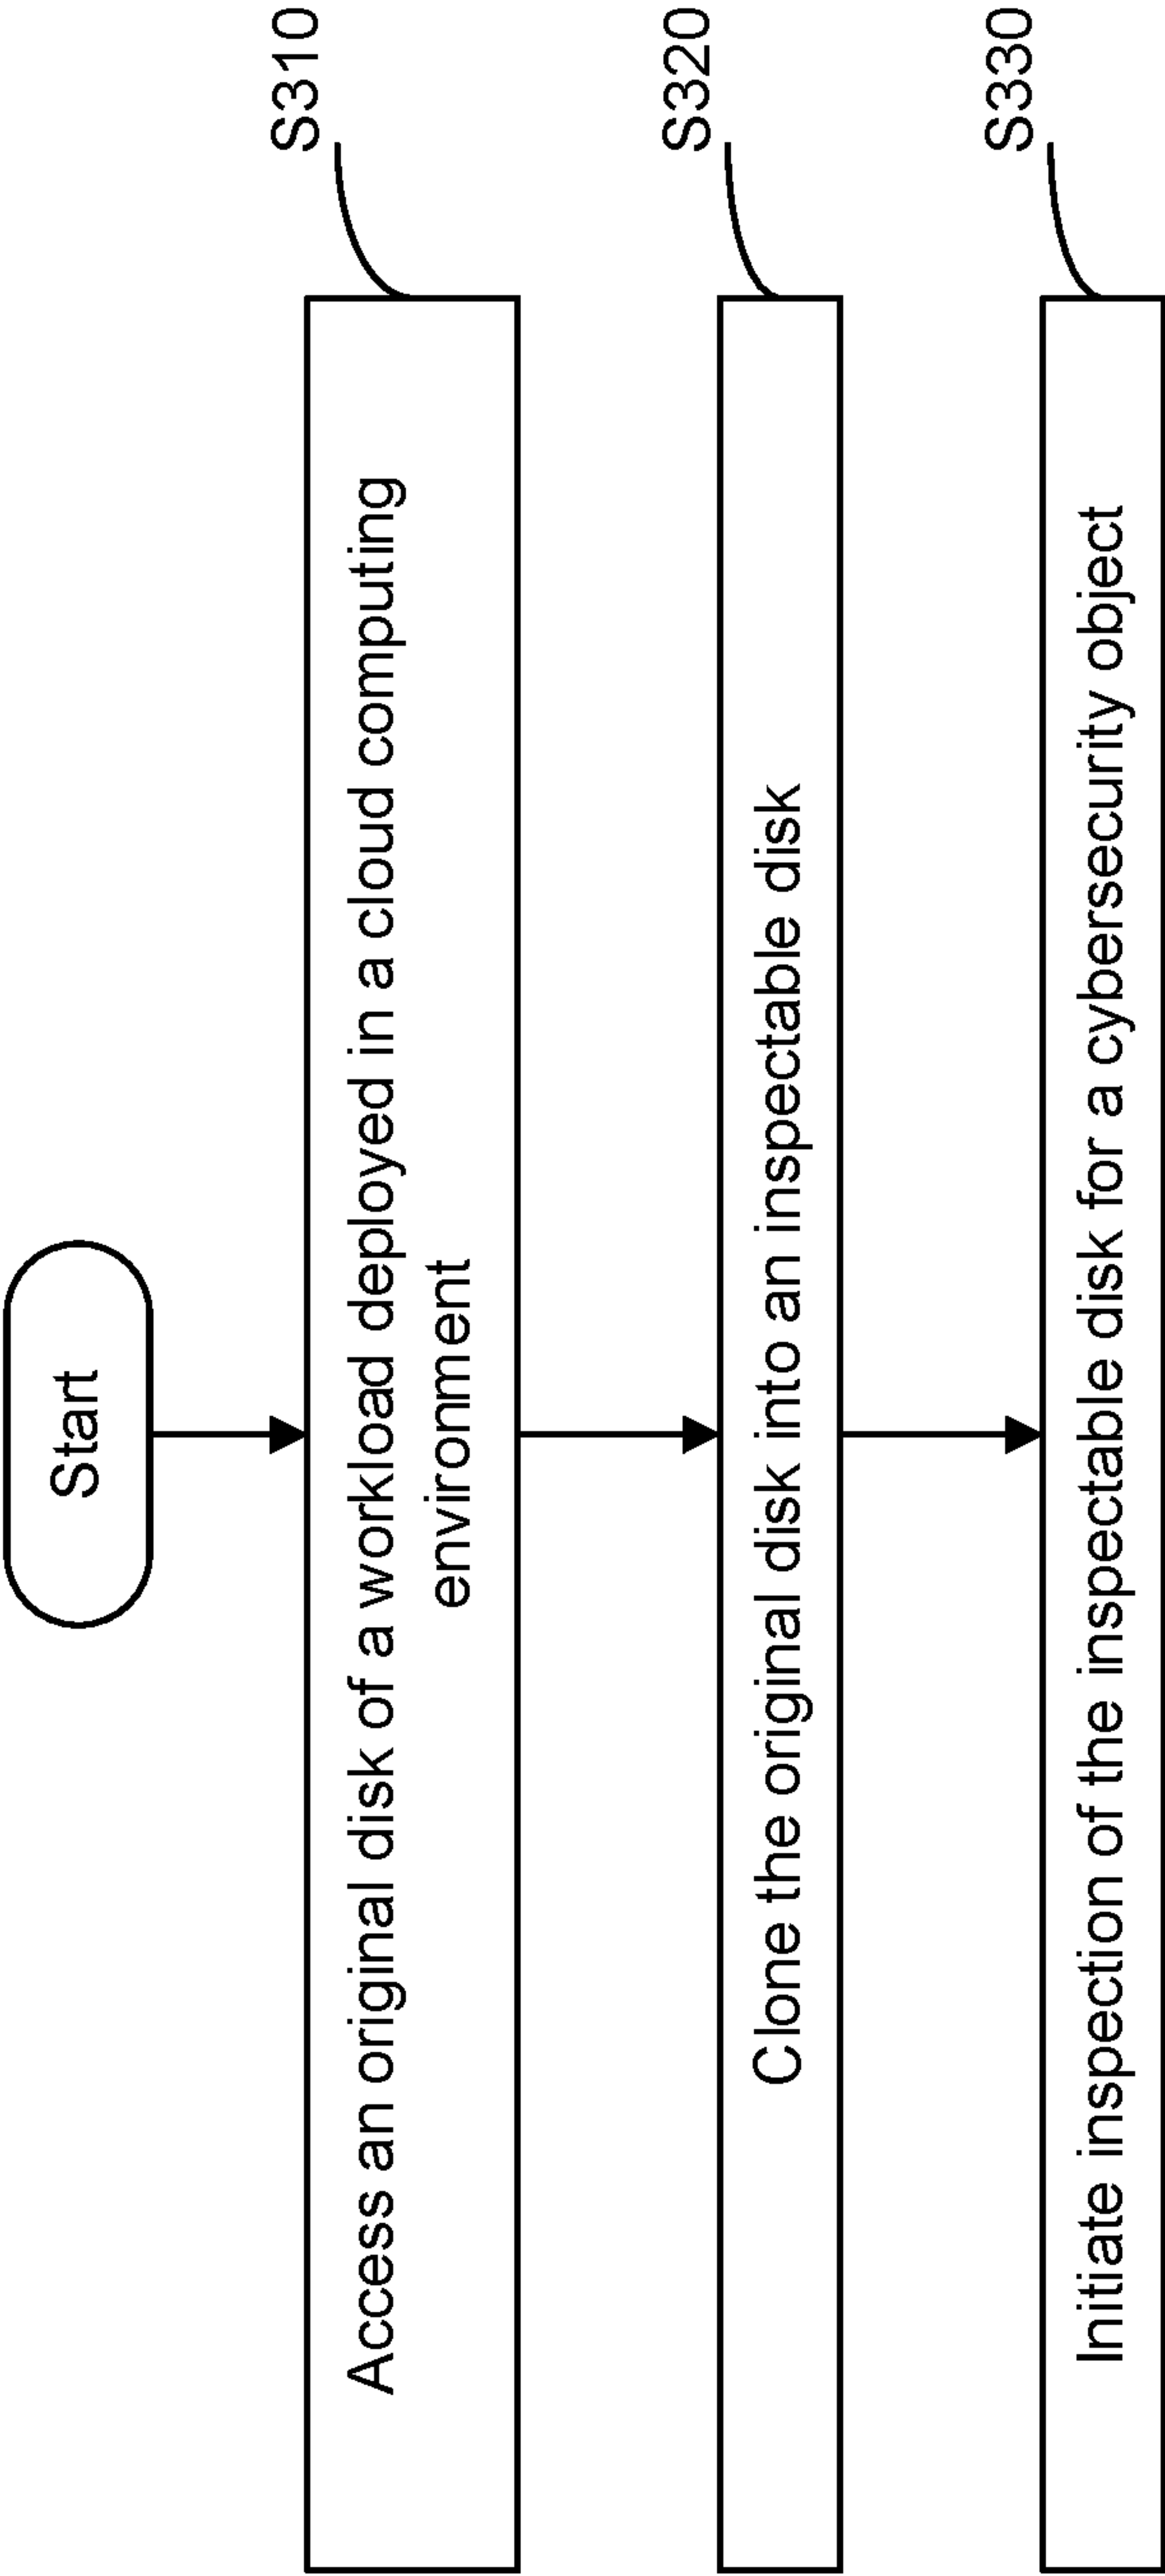 Start
S310
Access an original disk of a workload deployed in a cloud computing
environment
S320
Clone the original disk into an inspectable disk
S330
Initiate inspection of the inspectable disk for a cybersecurity object